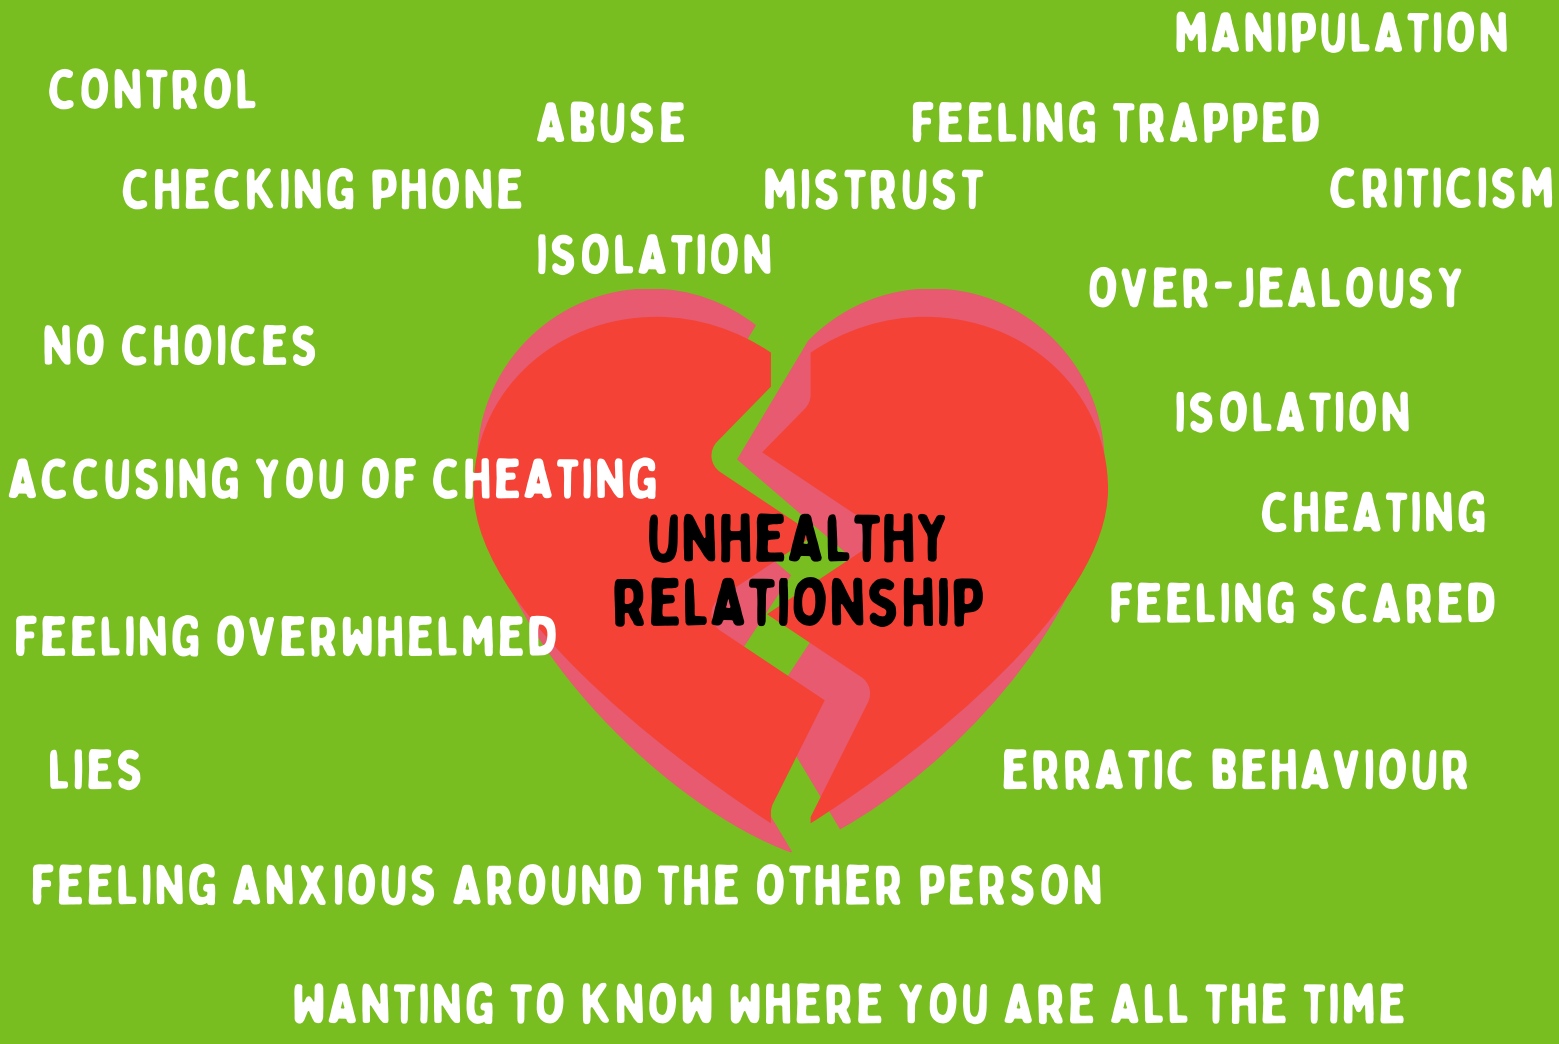 MANIPULATION
CONTROL
ABUSE
FEELING TRAPPED
CHECKING PHONE
MISTRUST
CRITICISM
ISOLATION
OVER-JEALOUSY
NO CHOICES
ISOLATION
ACCUSING YOU OF CHEATING
CHEATING
UNHEALTHY
RELATIONSHIP
FEELING SCARED
FEELING OVERWHELMED
LIES
ERRATIC BEHAVIOUR
FEELING ANXIOUS AROUND THE OTHER PERSON
WANTING TO KNOW WHERE YOU ARE ALL THE TIME